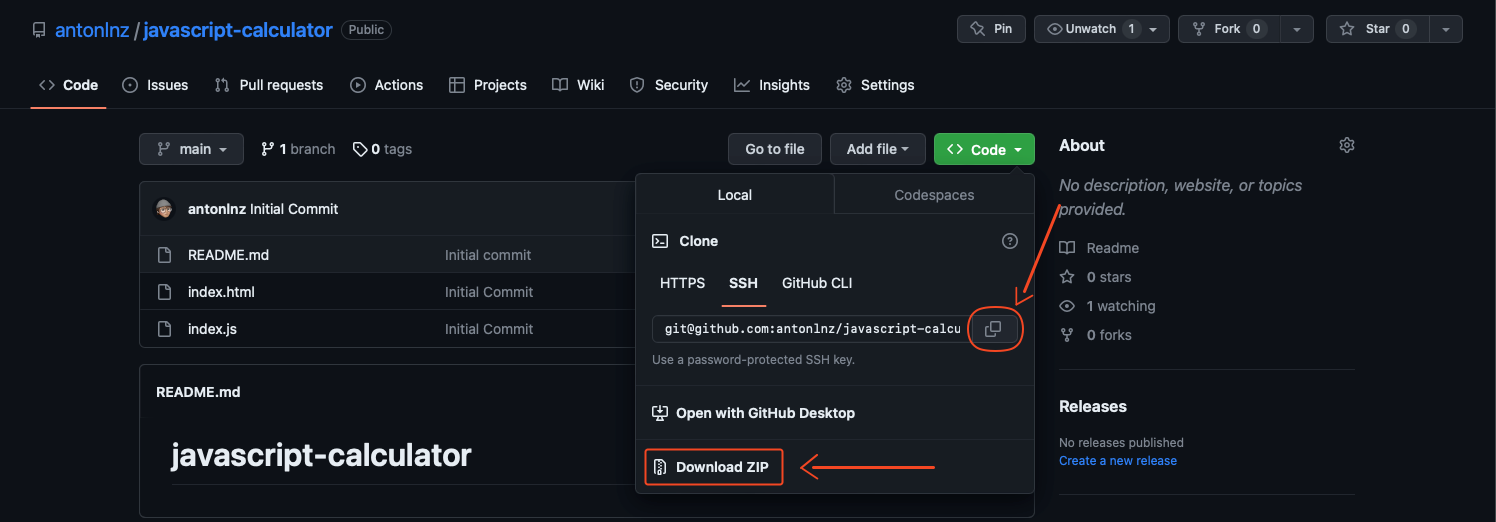 antonlnz / javascript-calculator Public
Pin Unwatch 1 Fork 0 Star 0
Code Issues Pull requests Actions Projects Wiki Security Insights Settings
main 1 branch 0 tags Go to file Add file Code
antonlnz Initial Commit
README.md Initial commit
index.html Initial Commit
index.js Initial Commit
README.md
javascript-calculator
Local Codespaces
Clone
HTTPS SSH GitHub CLI
git@github.com:antonlnz/javascript-calcu
Use a password-protected SSH key.
Open with GitHub Desktop
Download ZIP
About
No description, website, or topics
provided.
Readme
0 stars
1 watching
0 forks
Releases
No releases published
Create a new release